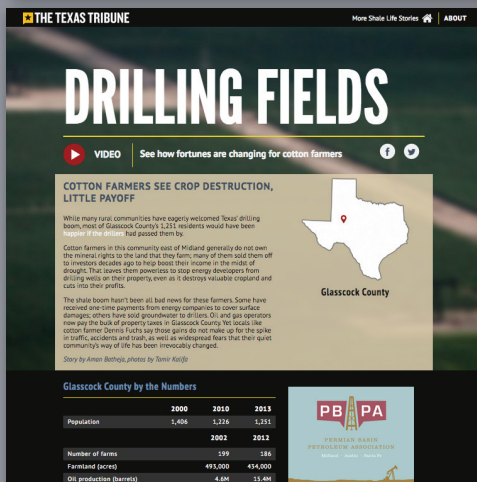 THE TEXAS TRIBUNE
More Shale Life Stories
ABOUT
DRILLING FIELDS
VIDEO
See how fortunes are changing for cotton farmers
COTTON FARMERS SEE CROP DESTRUCTION,
LITTLE PAYOFF
While many rural communities have eagerly welcomed Texas' drilling
boom, most of Glasscock County's 1,251 residents would have been
happier if the drillers had passed them by.
Cotton farmers in this community east of Midland generally do not own
the mineral rights to the land that they farm; many of them sold them off
to investors decades ago to help boost their income in the midst of
drought. That leaves them powerless to stop energy developers from
drilling wells on their property, even as it destroys valuable cropland and
cuts into their profits.
The shale boom hasn't been all bad news for these farmers. Some have
received one-time payments from energy companies to cover surface
damages; others have sold groundwater to drillers. Oil and gas operators
now pay the bulk of property taxes in Glasscock County. Yet locals like
cotton farmer Dennis Fuchs say those gains do not make up for the spike
in traffic, accidents and trash, as well as widespread fears that their quiet
community's way of life has been irrevocably changed.
Story by Aman Batheja, photos by Tamir Kalifa
Glasscock County
Glasscock County by the Numbers
2000 2010 2013
Population 1,406 1,226 1,251
2002 2012
Number of farms 199 186
Farmland (acres) 493,000 434,000
Oil production (barrels) 4.6M 15.4M
PB PA
PERMIAN BASIN
PETROLEUM ASSOCIATION